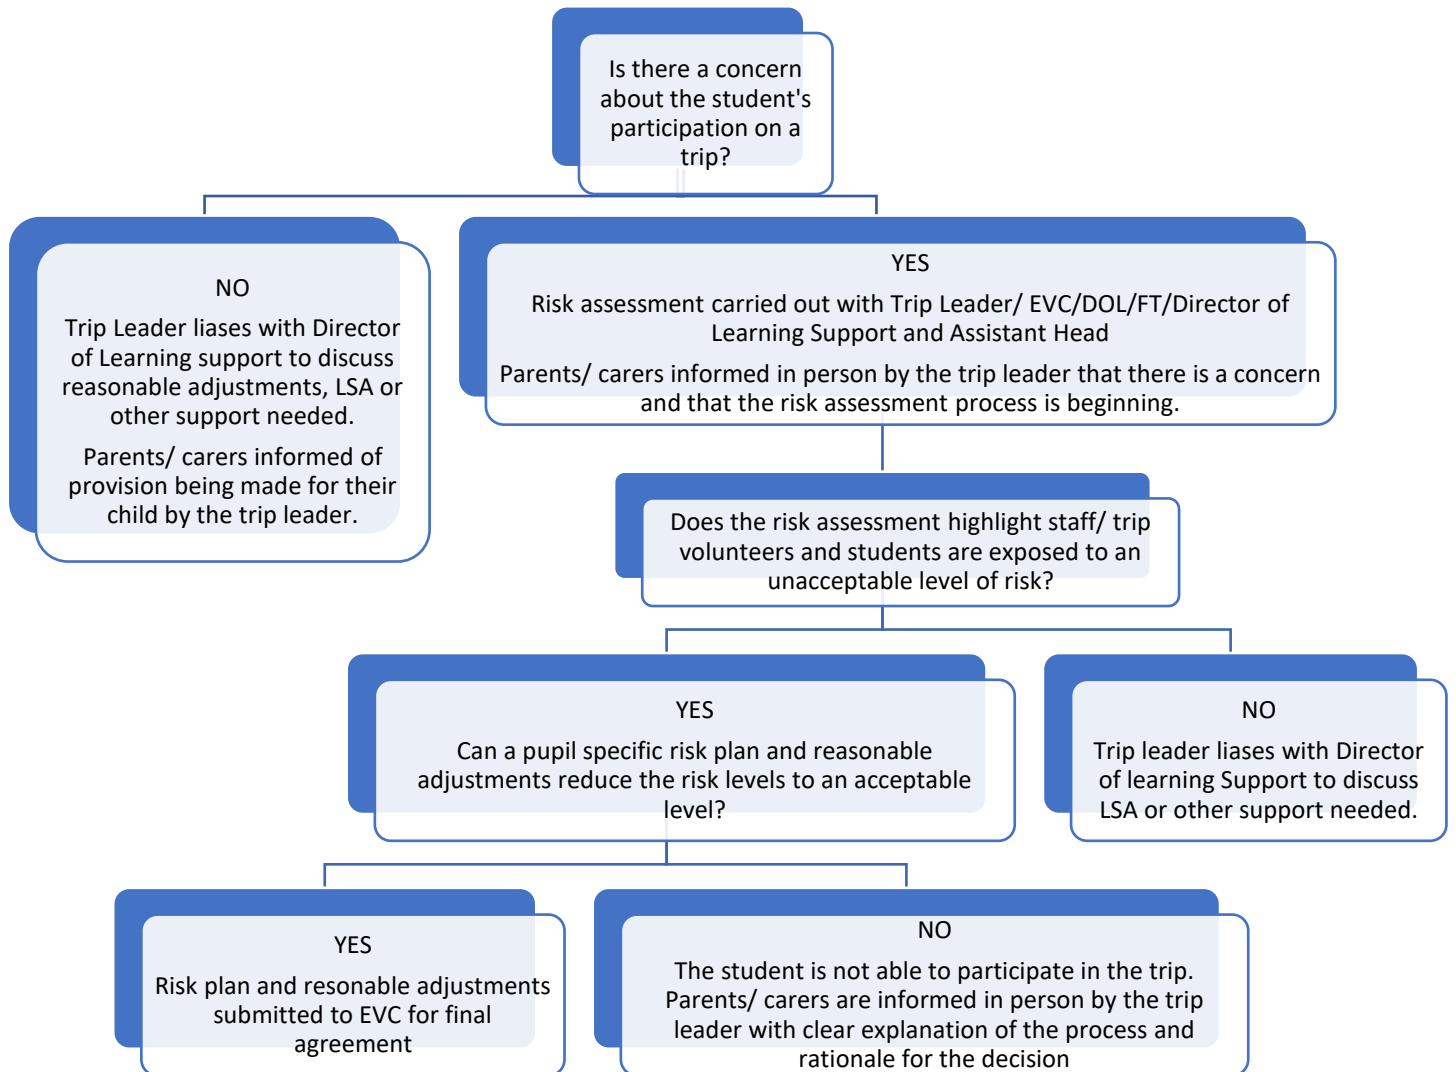 Is there a concern
about the student's
participation on a
trip?
NO
Trip Leader liases with Director
of Learning support to discuss
reasonable adjustments, LSA or
other support needed.
Parents/ carers informed of
provision being made for their
child by the trip leader.
YES
Risk assessment carried out with Trip Leader/ EVC/DOL/FT/Director of
Learning Support and Assistant Head
Parents/ carers informed in person by the trip leader that there is a concern
and that the risk assessment process is beginning.
Does the risk assessment highlight staff/ trip
volunteers and students are exposed to an
unacceptable level of risk?
YES
Can a pupil specific risk plan and reasonable
adjustments reduce the risk levels to an acceptable
level?
NO
Trip leader liases with Director
of learning Support to discuss
LSA or other support needed.
YES
Risk plan and resonable adjustments
submitted to EVC for final
agreement
NO
The student is not able to participate in the trip.
Parents/ carers are informed in person by the trip
leader with clear explanation of the process and
rationale for the decision